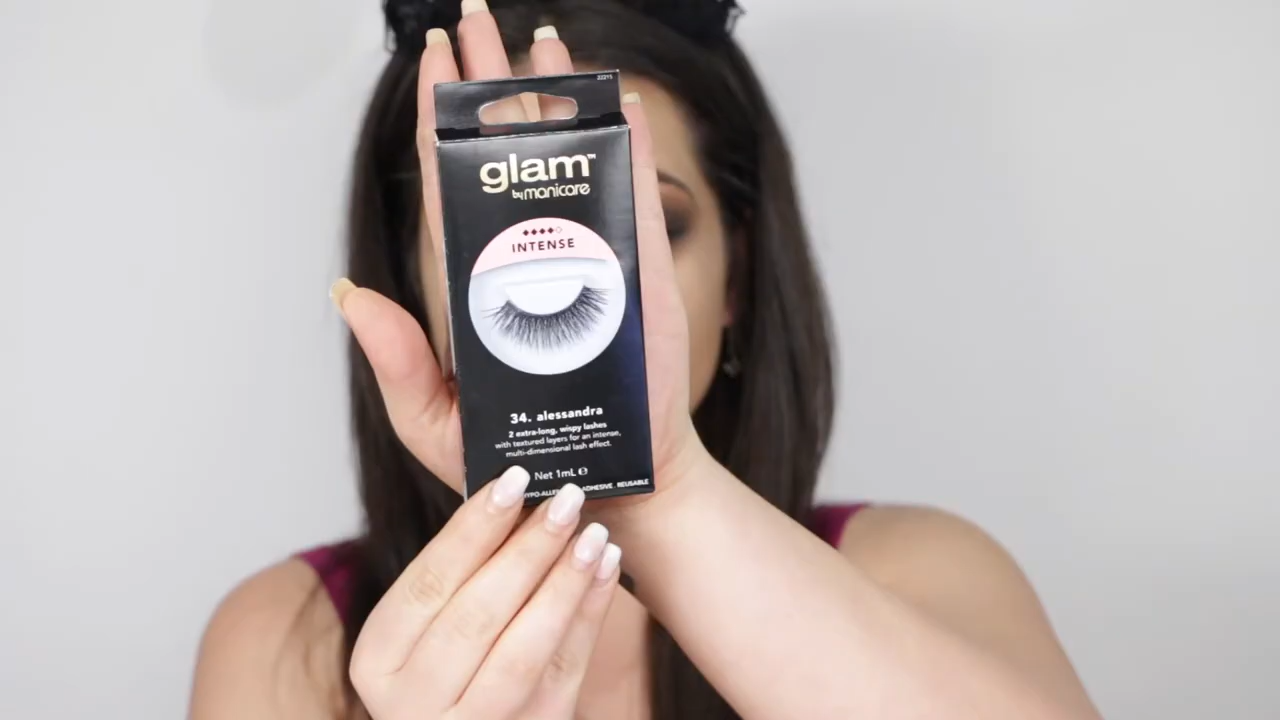 22315
glam™
by manicare
INTENSE
34. alessandra
2 extra-long, wispy lashes
with textured layers for an intense,
multi-dimensional lash effect.
Net 1mL ℮
ADHESIVE . REUSABLE